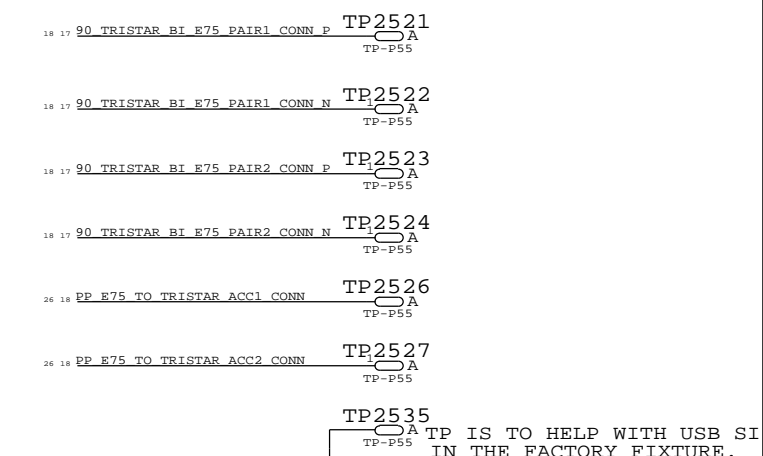 TP2521
18 17 90_TRISTAR_BI_E75_PAIR1_CONN_P A
TP-P55
TP2522
18 17 90_TRISTAR_BI_E75_PAIR1_CONN_N 1 A
TP-P55
TP2523
18 17 90_TRISTAR_BI_E75_PAIR2_CONN_P 1 A
TP-P55
TP2524
18 17 90_TRISTAR_BI_E75_PAIR2_CONN_N 1 A
TP-P55
TP2526
26 18 PP_E75_TO_TRISTAR_ACC1_CONN A
TP-P55
TP2527
26 18 PP_E75_TO_TRISTAR_ACC2_CONN 1 A
TP-P55
TP2535
A TP IS TO HELP WITH USB SI
TP-P55 IN THE FACTORY FIXTURE.